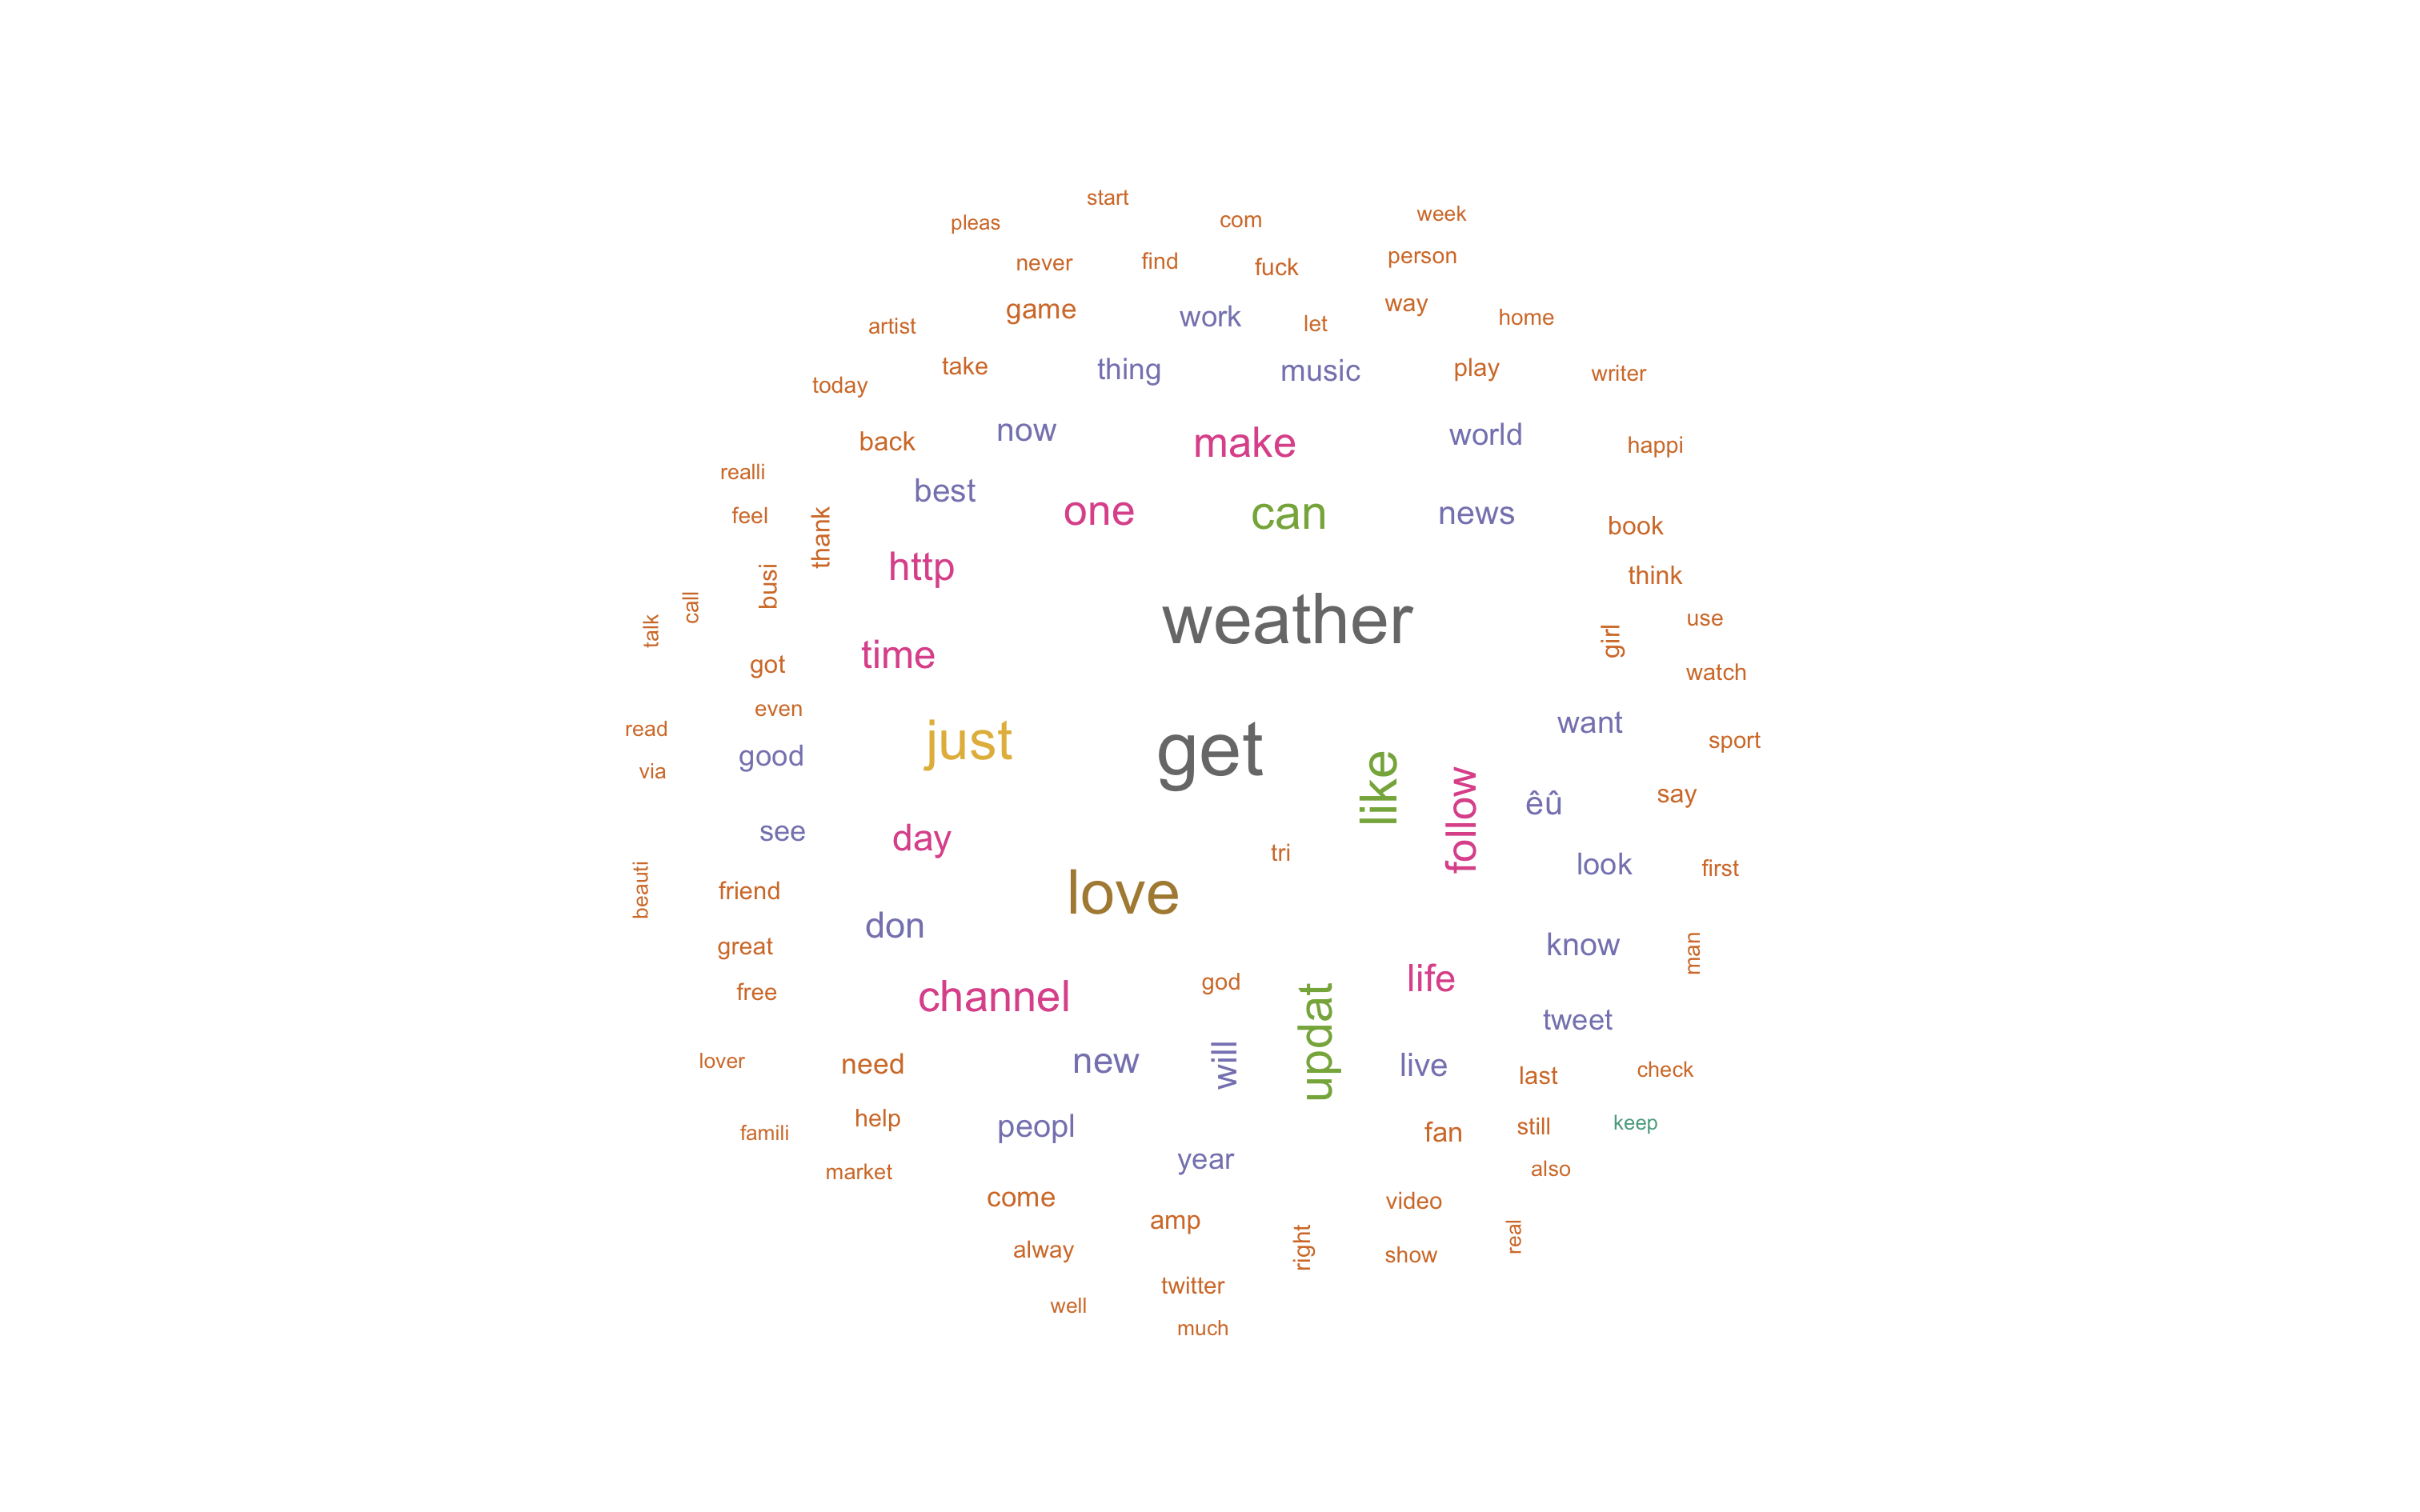 start
pleas
com
week
never
find
fuck
person
game
work
let
way
home
artist
take
thing
music
play
writer
today
back
now
make
world
happi
realli
best
one
can
news
book
feel
thank
http
think
busi
call
talk
weather
girl
use
time
got
watch
read
even
just
get
like
follow
want
sport
via
good
êû
say
see
day
tri
look
first
beauti
friend
love
don
know
man
great
free
channel
god
updat
life
tweet
lover
need
new
will
live
last
check
famili
help
peopl
fan
still
keep
market
year
also
come
amp
video
real
alway
right
show
twitter
well
much